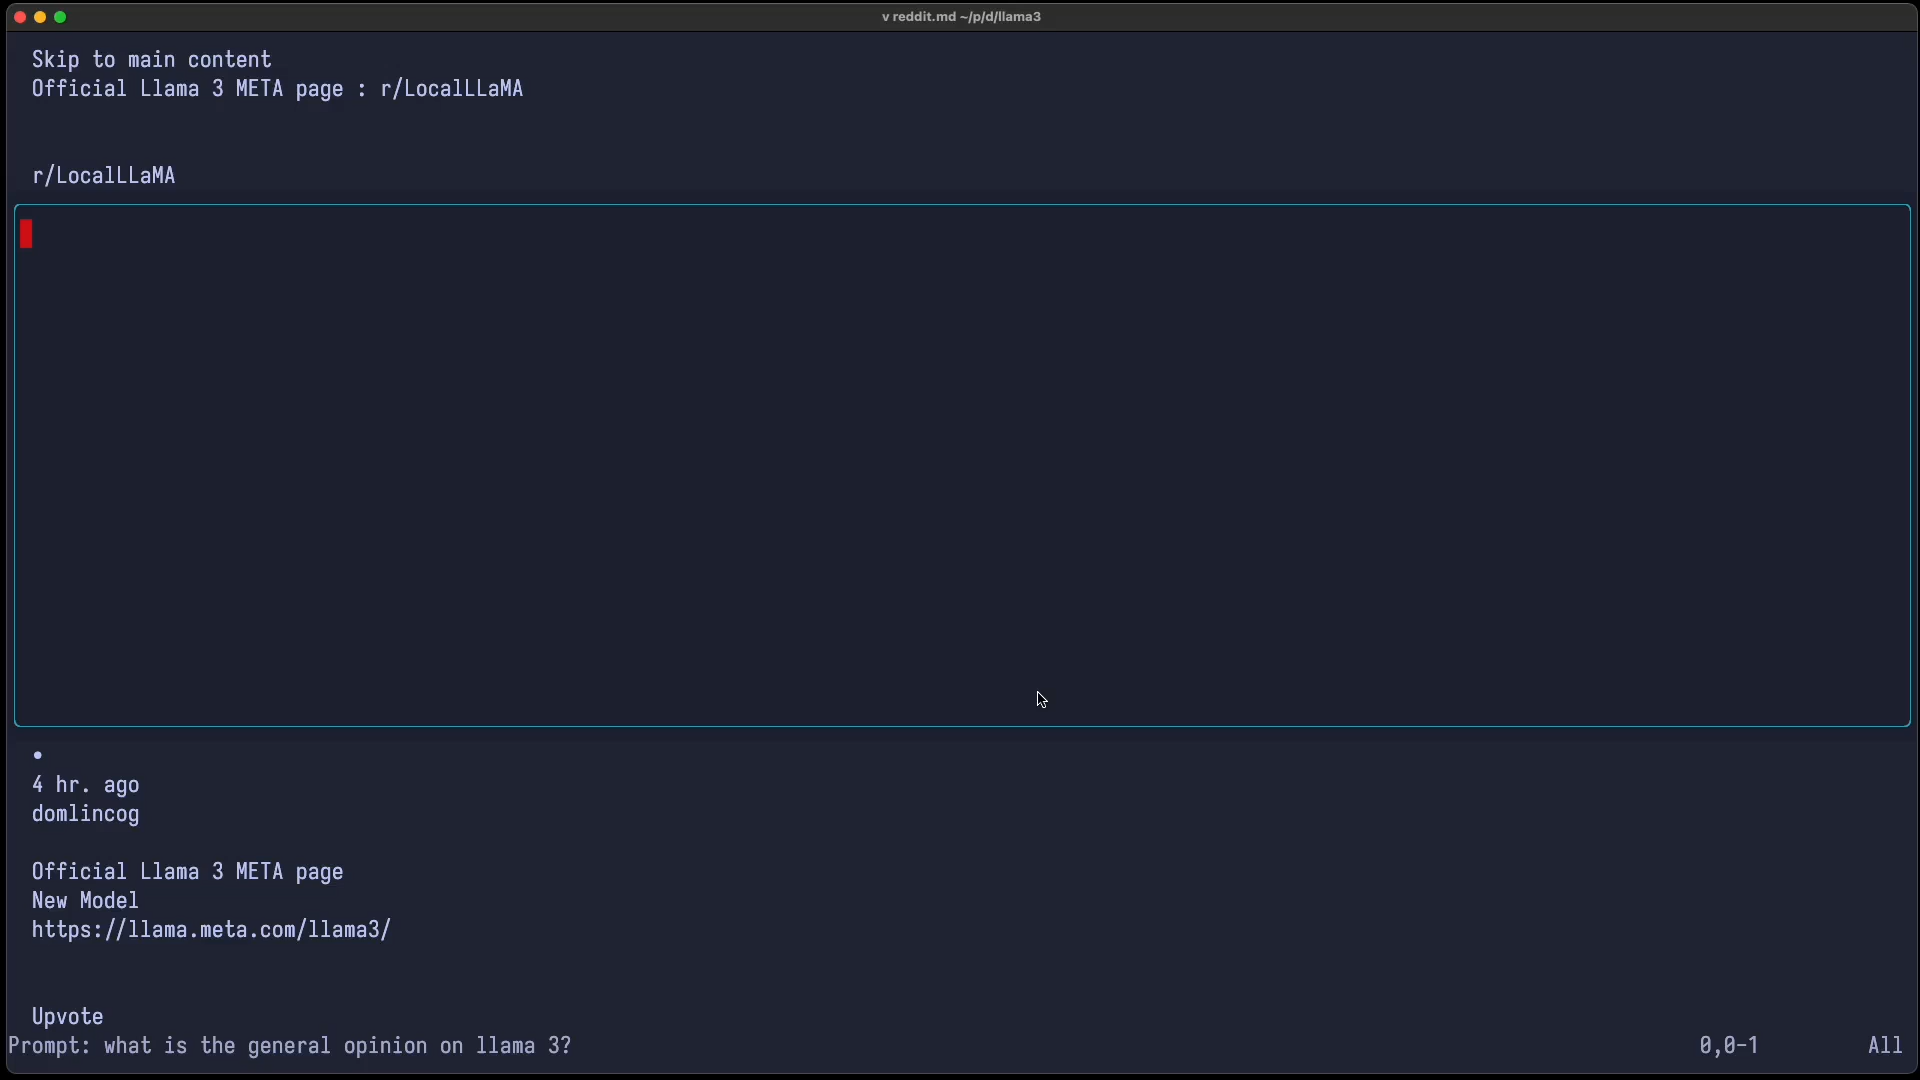 v reddit.md ~/p/d/llama3
Skip to main content
Official Llama 3 META page : r/LocalLLaMA
r/LocalLLaMA
•
4 hr. ago
domlincog
Official Llama 3 META page
New Model
https://llama.meta.com/llama3/
Upvote
Prompt: what is the general opinion on llama 3? 0,0-1 All